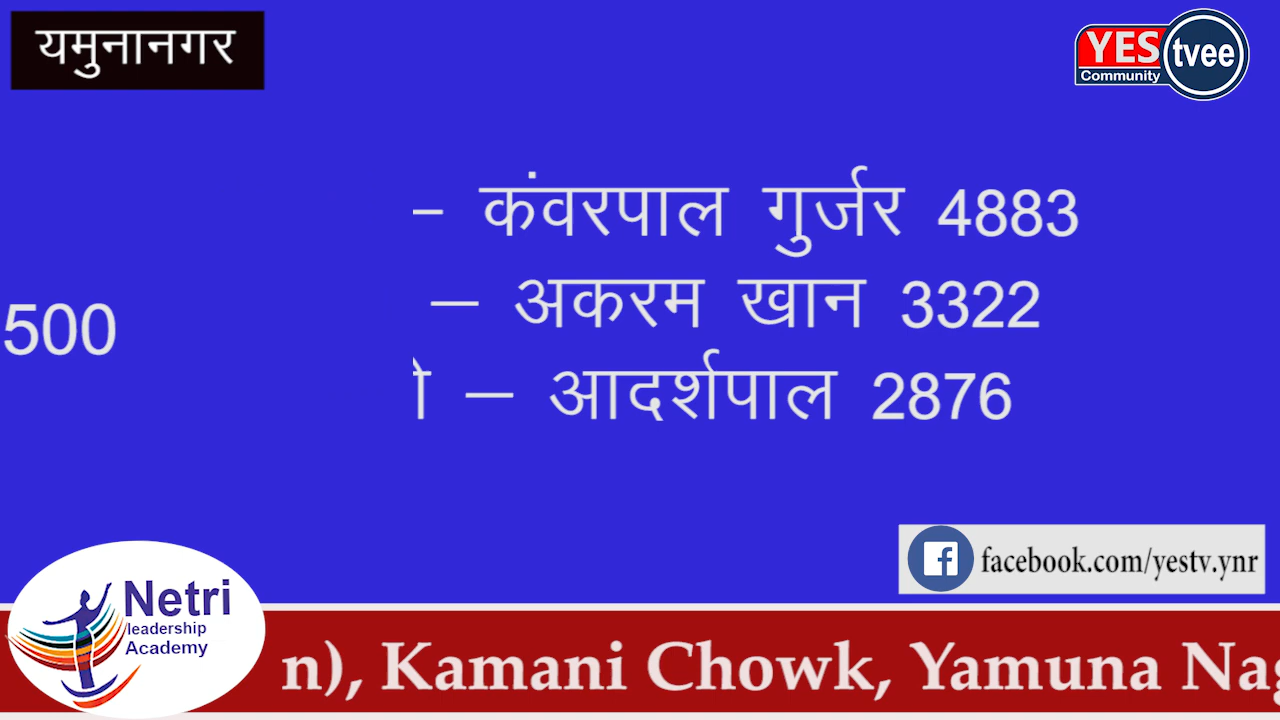 यमुनानगर
YES tvee
Community
– कंवरपाल गुर्जर 4883
– अकरम खान 3322
500
– आदर्शपाल 2876
facebook.com/yestv.ynr
Netri
leadership
Academy
n), Kamani Chowk, Yamuna Nag